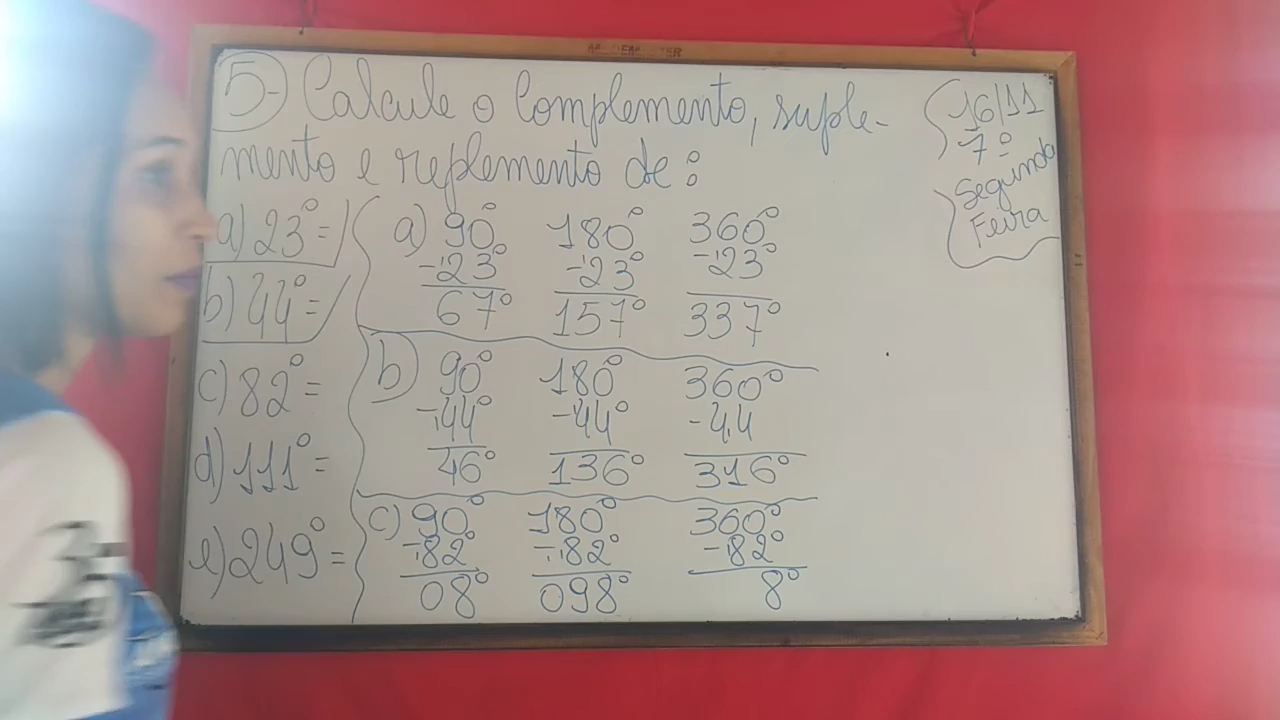 5- Calcule o Complemento, suple-
mento e replemento de:
a) 23° =
b) 44° =
c) 82° =
d) 111° =
e) 249° =
a) 90° 180° 360°
-23° -23° -23°
67° 157° 337°
b) 90° 180° 360°
-44° -44° -44
46° 136° 316°
c) 90° 180° 360°
-82° -82° -82°
08° 098° 8°
16/11
7º
Segunda
Feira